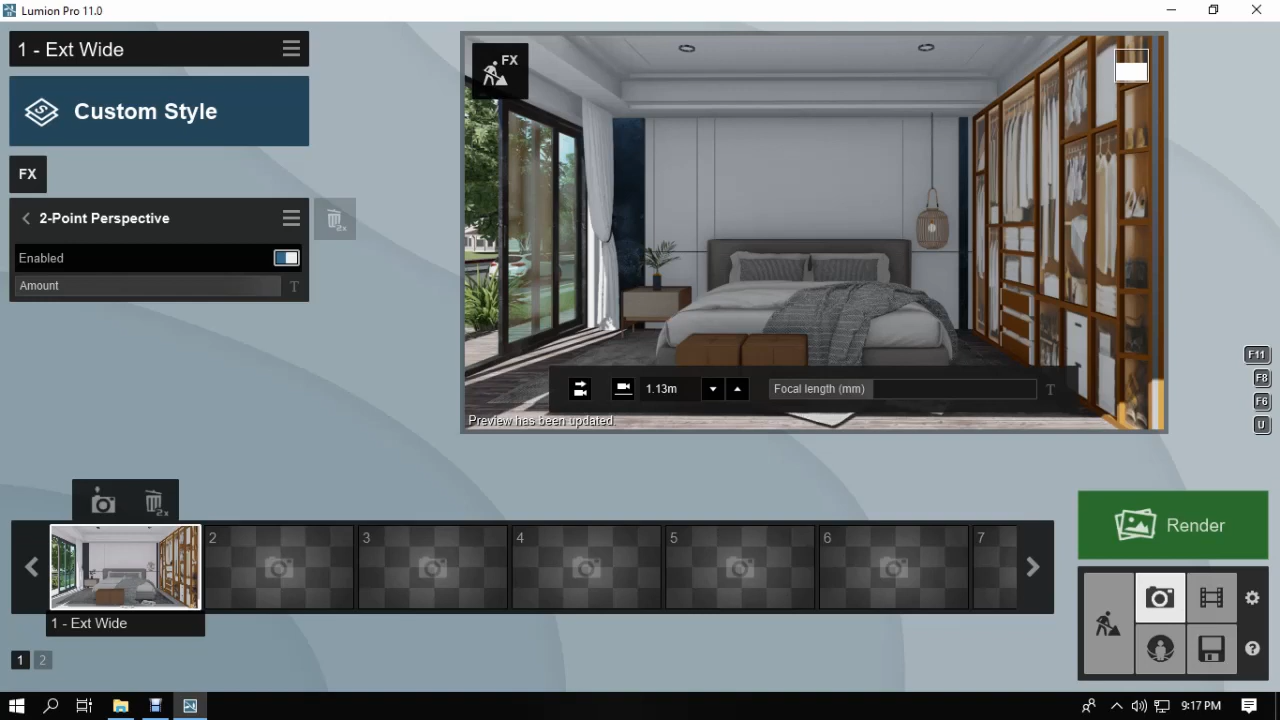 Lumion Pro 11.0
1 - Ext Wide
Custom Style
FX
2-Point Perspective
Enabled
Amount
T
2x
FX
1.13m
Focal length (mm)
T
Preview has been updated.
F11
F8
F6
U
2x
2
3
4
5
6
7
1 - Ext Wide
1
2
Render
?
9:17 PM